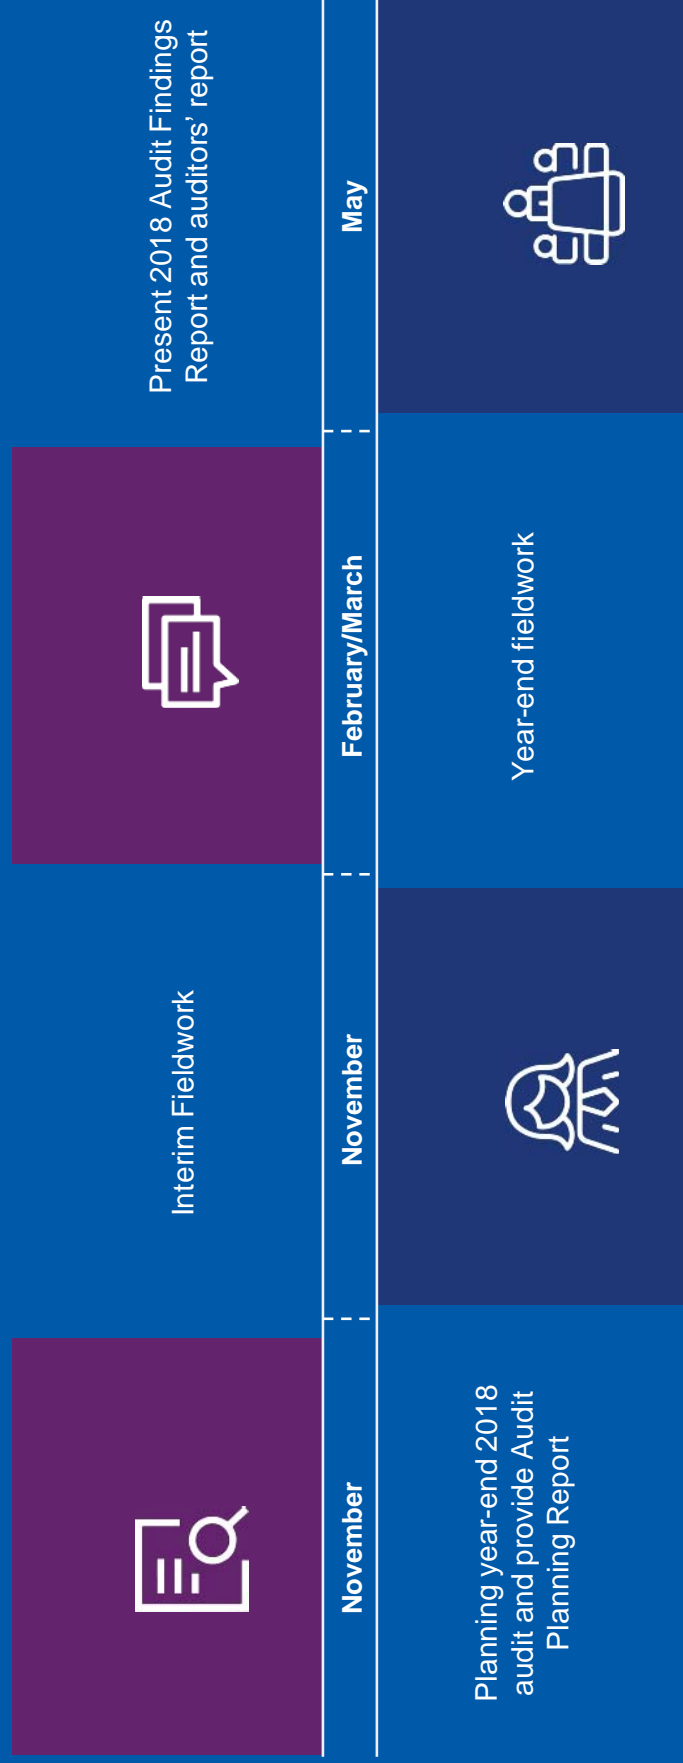 November
Planning year-end 2018
audit and provide Audit
Planning Report
November
Interim Fieldwork
February/March
Year-end fieldwork
May
Present 2018 Audit Findings
Report and auditors’ report